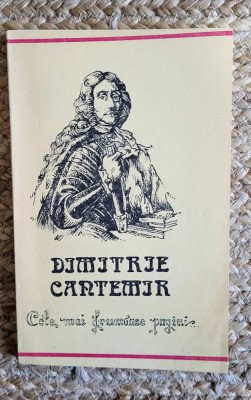 DIMITRIE
CANTEMIR
Cele mai frumoase pagini...